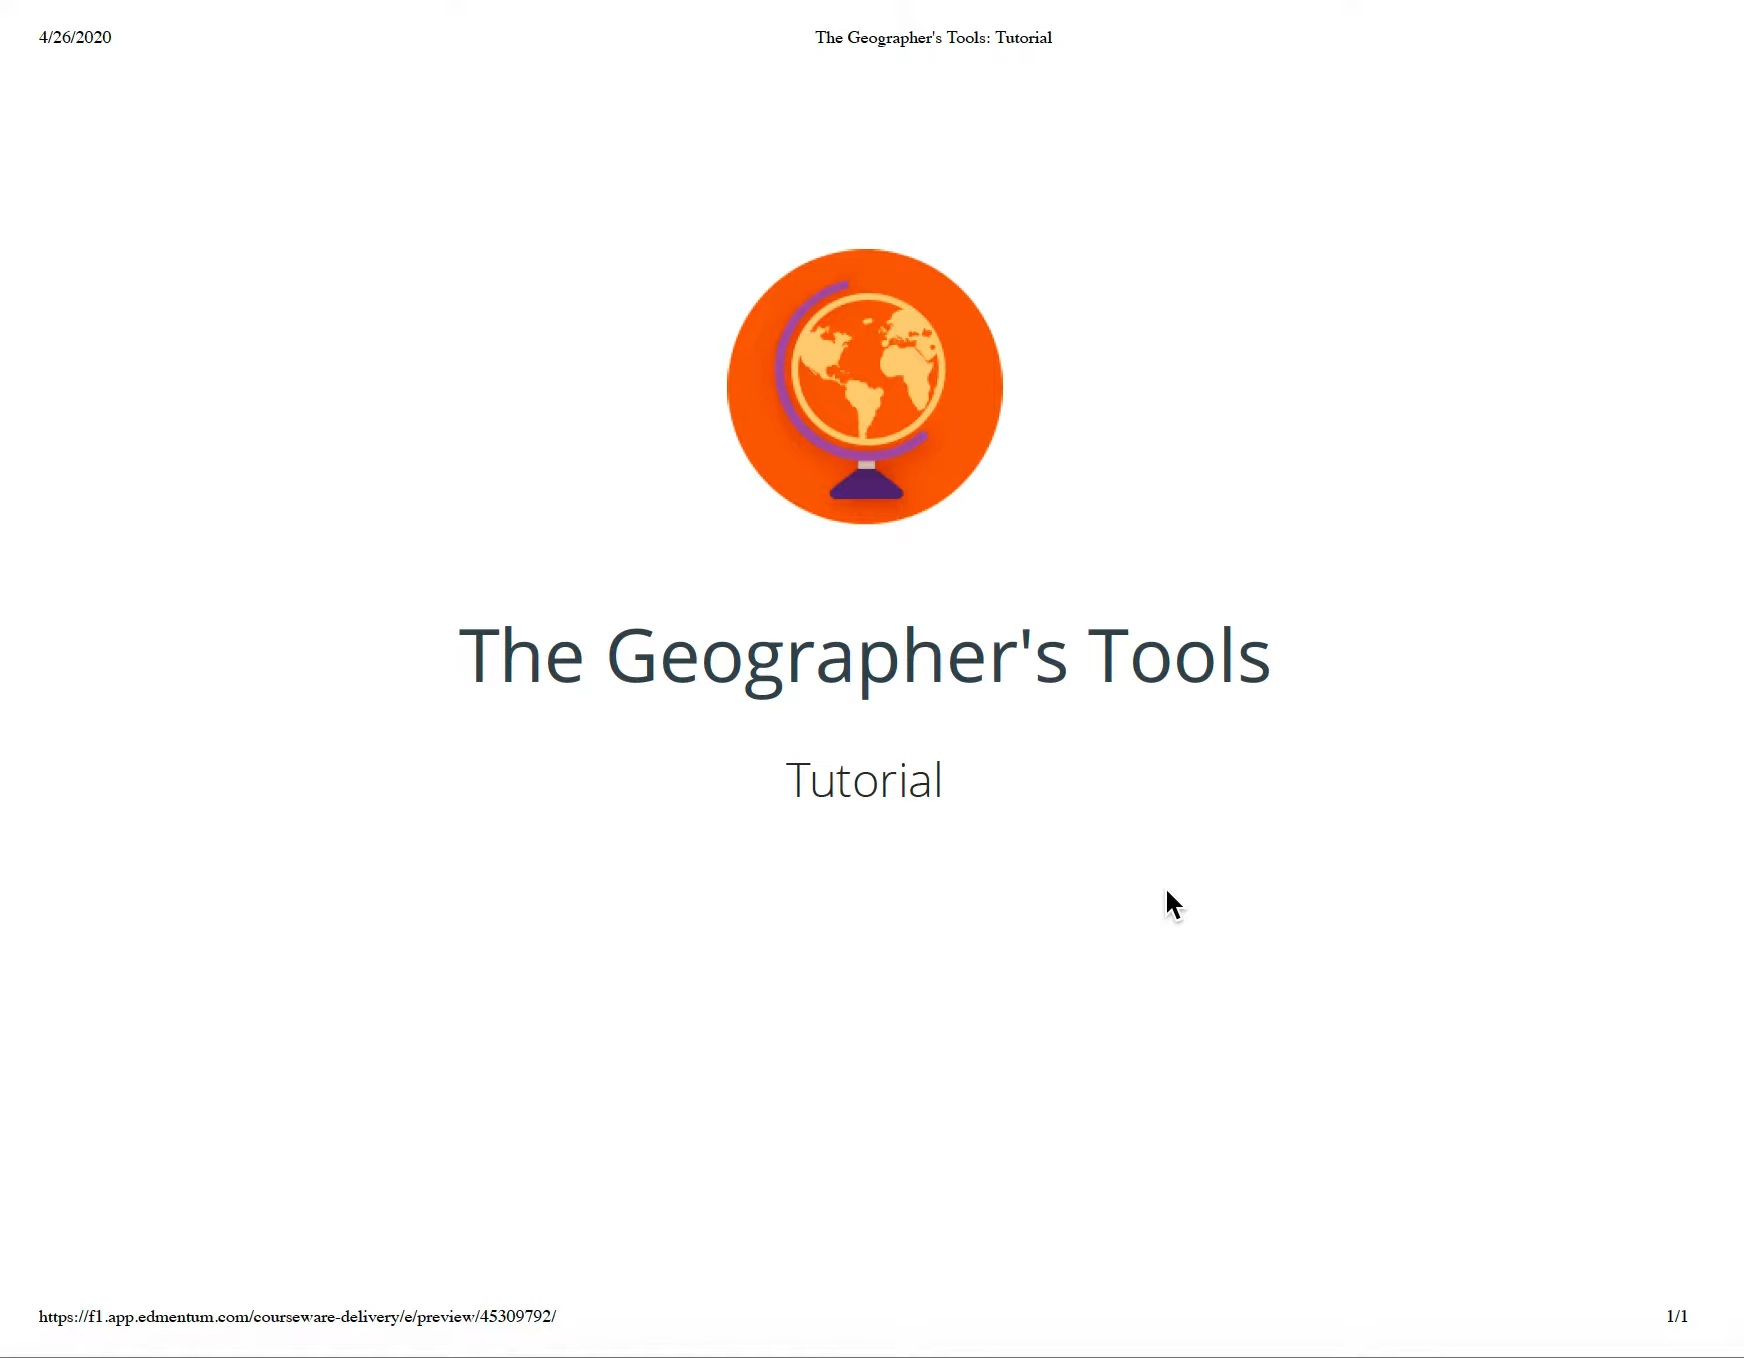 4/26/2020
The Geographer's Tools: Tutorial
The Geographer's Tools
Tutorial
https://f1.app.edmentum.com/courseware-delivery/e/preview/45309792/
1/1